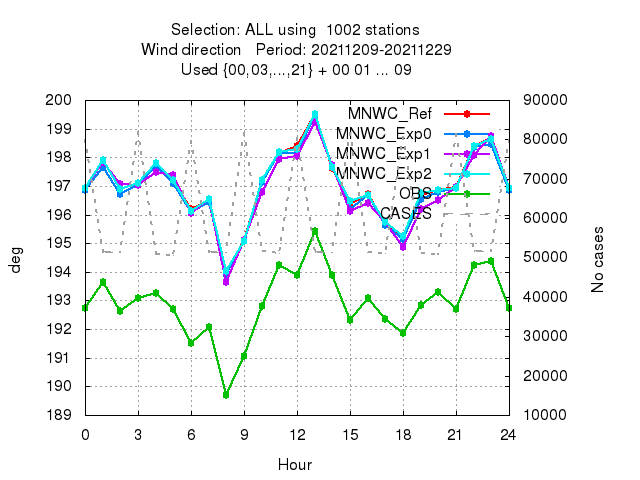 Selection: ALL using  1002 stations
Wind direction   Period: 20211209-20211229
Used {00,03,...,21} + 00 01 ... 09
200
199
198
197
196
195
194
193
192
191
190
189
90000
80000
70000
60000
50000
40000
30000
20000
10000
MNWC_Ref
MNWC_Exp0
MNWC_Exp1
MNWC_Exp2
OBS
CASES
deg
No cases
0 3 6 9 12 15 18 21 24
Hour